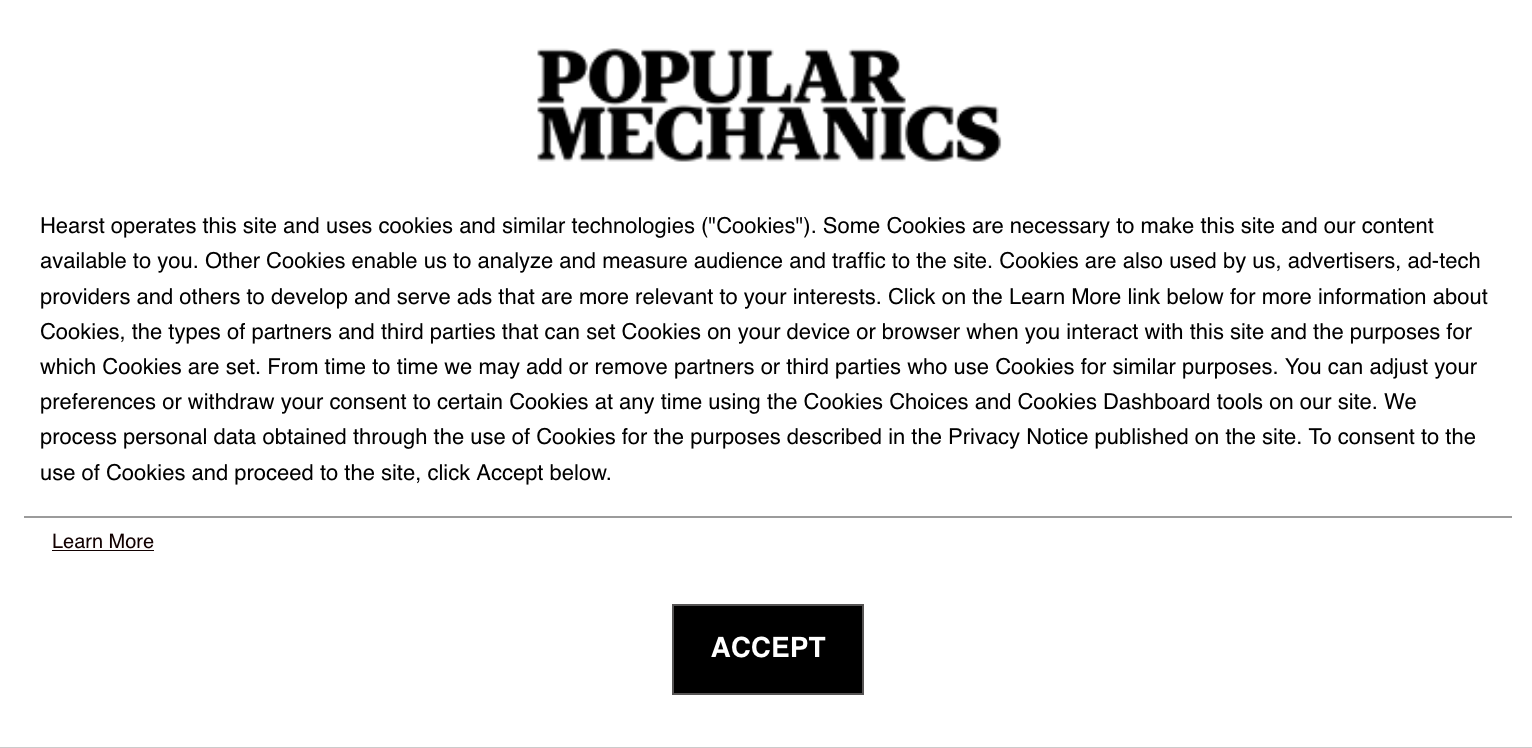 POPULAR
MECHANICS
Hearst operates this site and uses cookies and similar technologies ("Cookies"). Some Cookies are necessary to make this site and our content
available to you. Other Cookies enable us to analyze and measure audience and traffic to the site. Cookies are also used by us, advertisers, ad-tech
providers and others to develop and serve ads that are more relevant to your interests. Click on the Learn More link below for more information about
Cookies, the types of partners and third parties that can set Cookies on your device or browser when you interact with this site and the purposes for
which Cookies are set. From time to time we may add or remove partners or third parties who use Cookies for similar purposes. You can adjust your
preferences or withdraw your consent to certain Cookies at any time using the Cookies Choices and Cookies Dashboard tools on our site. We
process personal data obtained through the use of Cookies for the purposes described in the Privacy Notice published on the site. To consent to the
use of Cookies and proceed to the site, click Accept below.
Learn More
ACCEPT